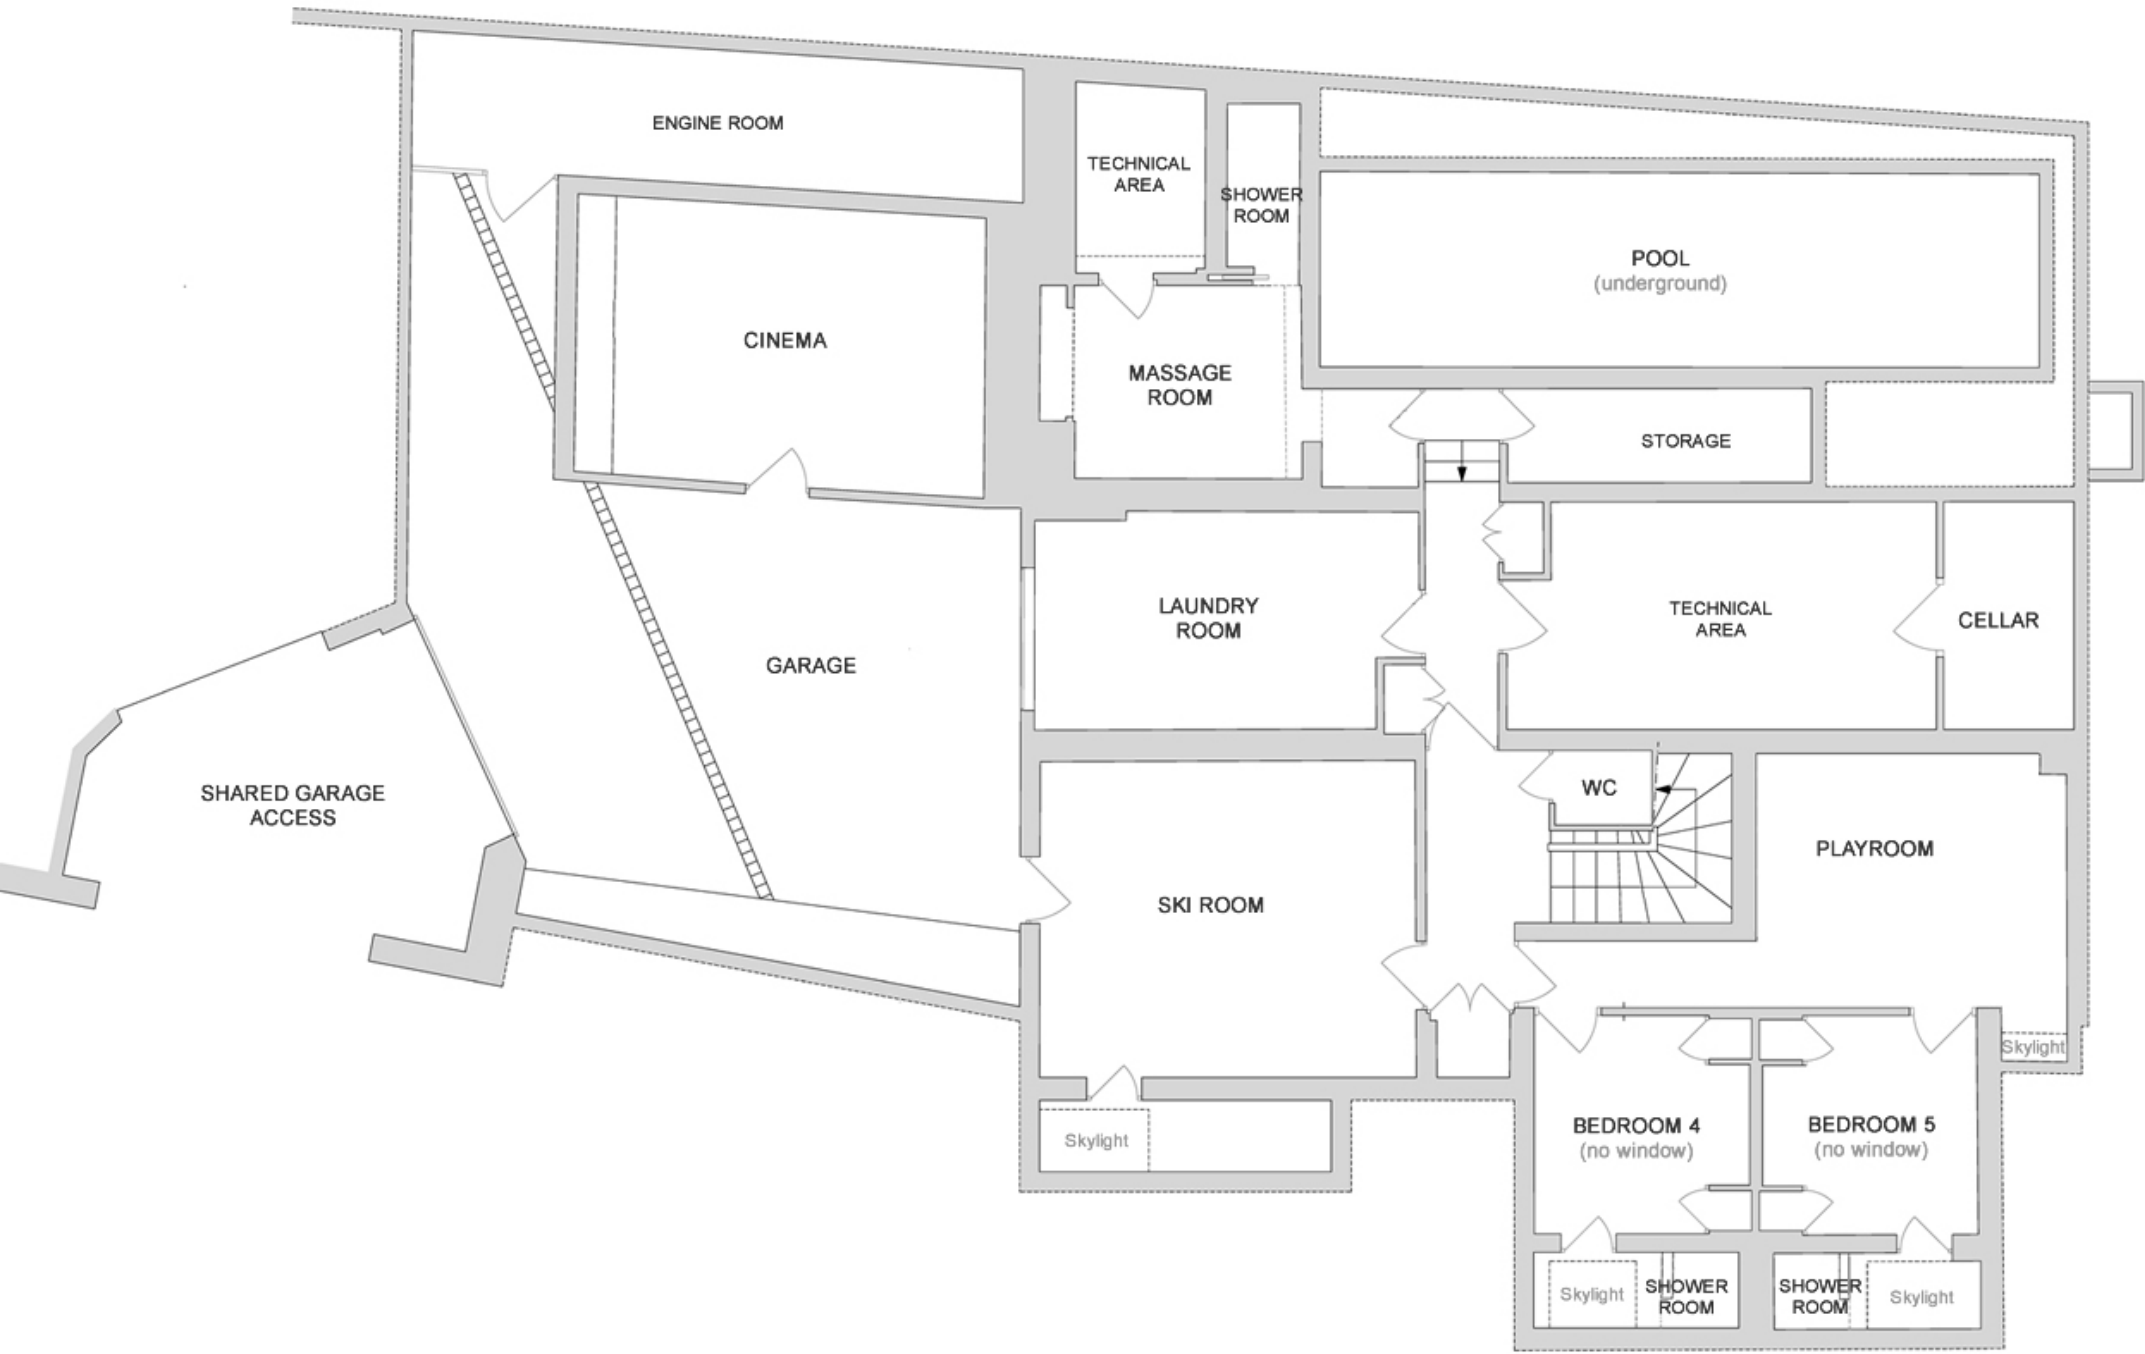 ENGINE ROOM
TECHNICAL
AREA
SHOWER
ROOM
POOL
(underground)
CINEMA
MASSAGE
ROOM
STORAGE
LAUNDRY
ROOM
TECHNICAL
AREA
CELLAR
GARAGE
SHARED GARAGE
ACCESS
WC
PLAYROOM
SKI ROOM
Skylight
Skylight
BEDROOM 4
(no window)
BEDROOM 5
(no window)
Skylight
SHOWER
ROOM
SHOWER
ROOM
Skylight